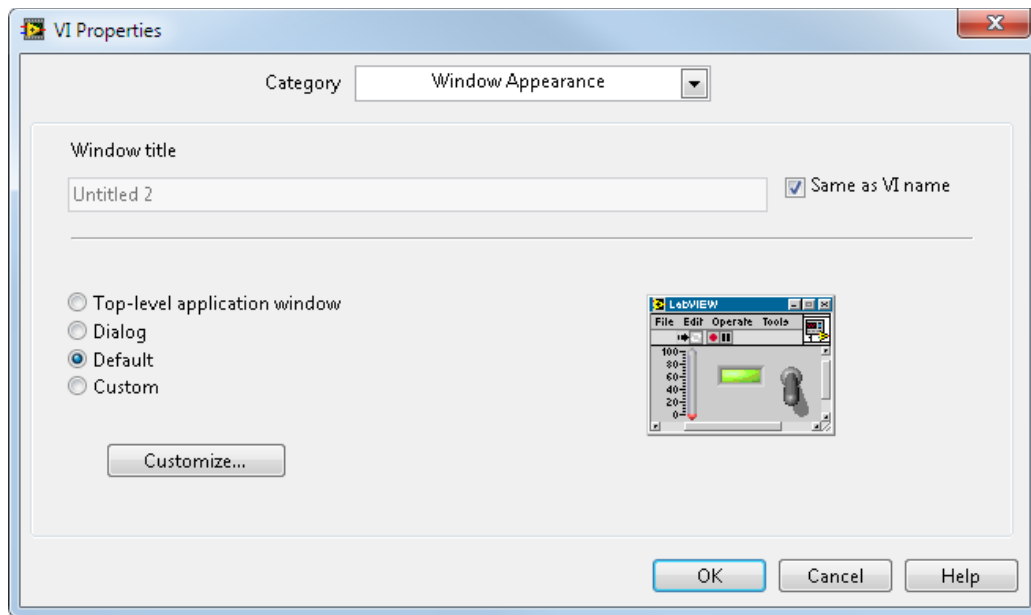 VI Properties
Category Window Appearance
Window title
Untitled 2 Same as VI name
Top-level application window
Dialog
Default
Custom
Customize...
LabVIEW
File Edit Operate Tools
100
80
60
40
20
0
OK Cancel Help